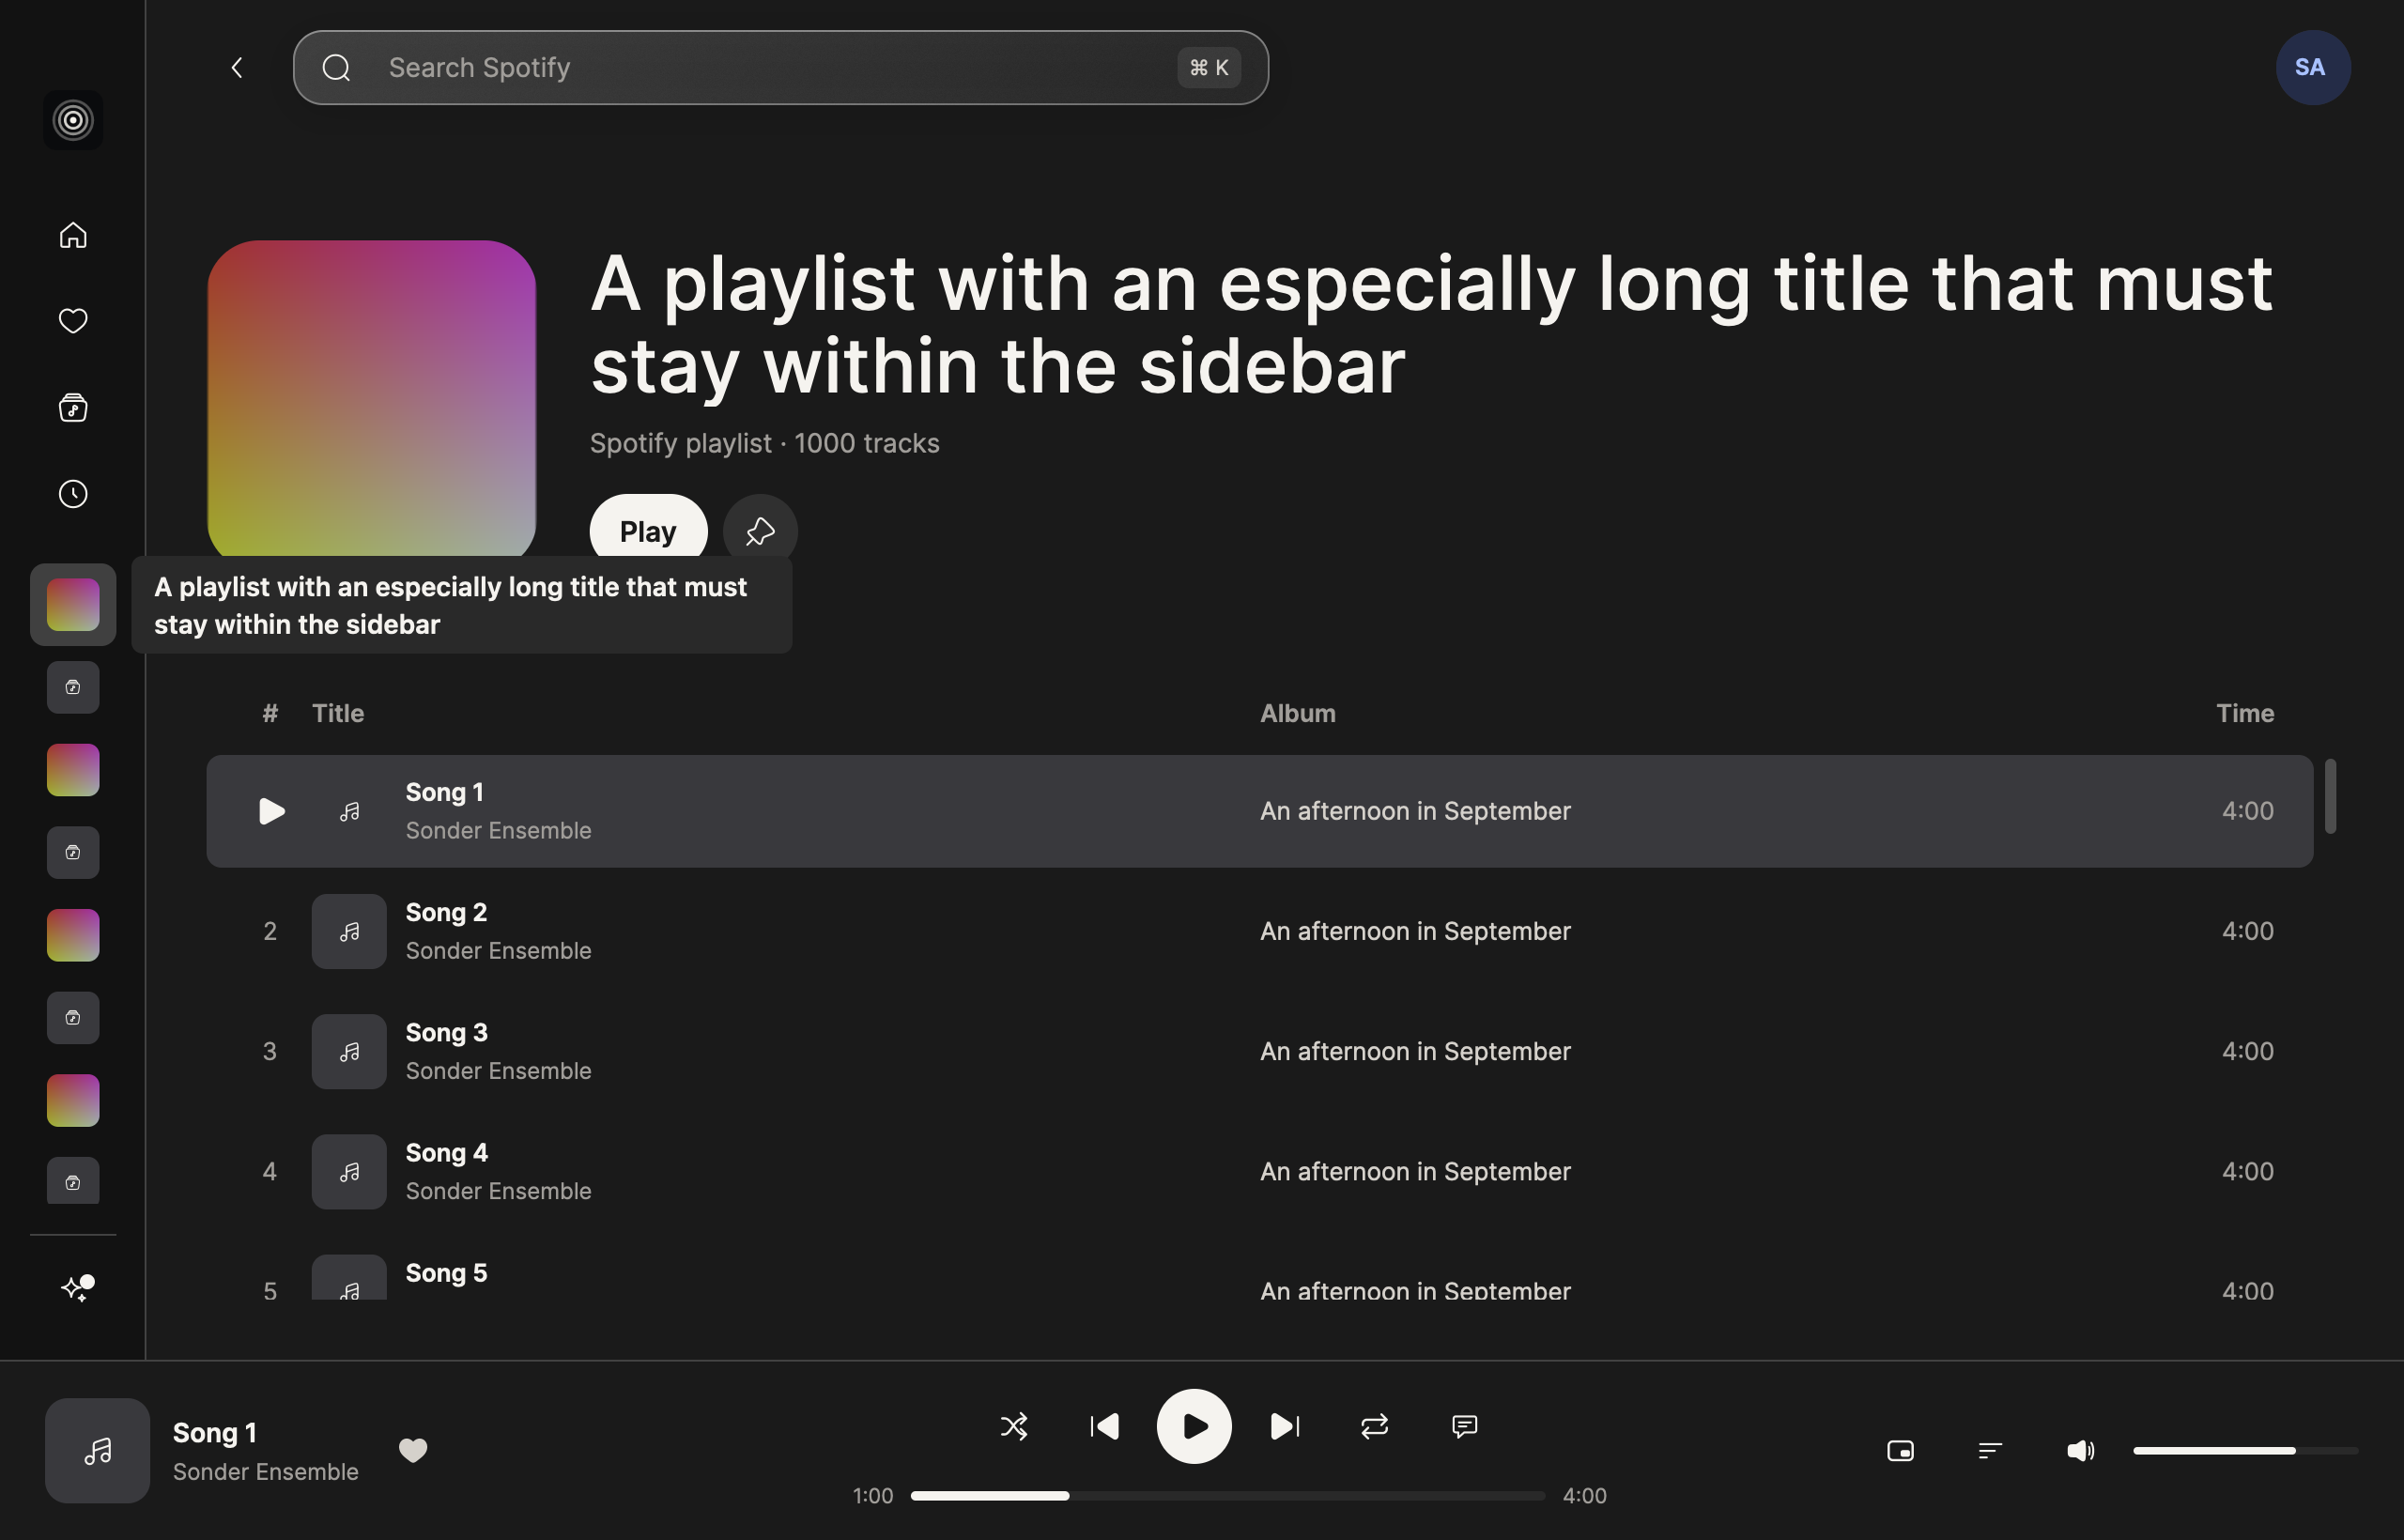 Search Spotify
⌘ K
SA
A playlist with an especially long title that must
stay within the sidebar
Spotify playlist · 1000 tracks
Play
A playlist with an especially long title that must
stay within the sidebar
# Title Album Time
Song 1
Sonder Ensemble
An afternoon in September
4:00
2
Song 2
Sonder Ensemble
An afternoon in September
4:00
3
Song 3
Sonder Ensemble
An afternoon in September
4:00
4
Song 4
Sonder Ensemble
An afternoon in September
4:00
5
Song 5
An afternoon in September
4:00
Song 1
Sonder Ensemble
1:00
4:00